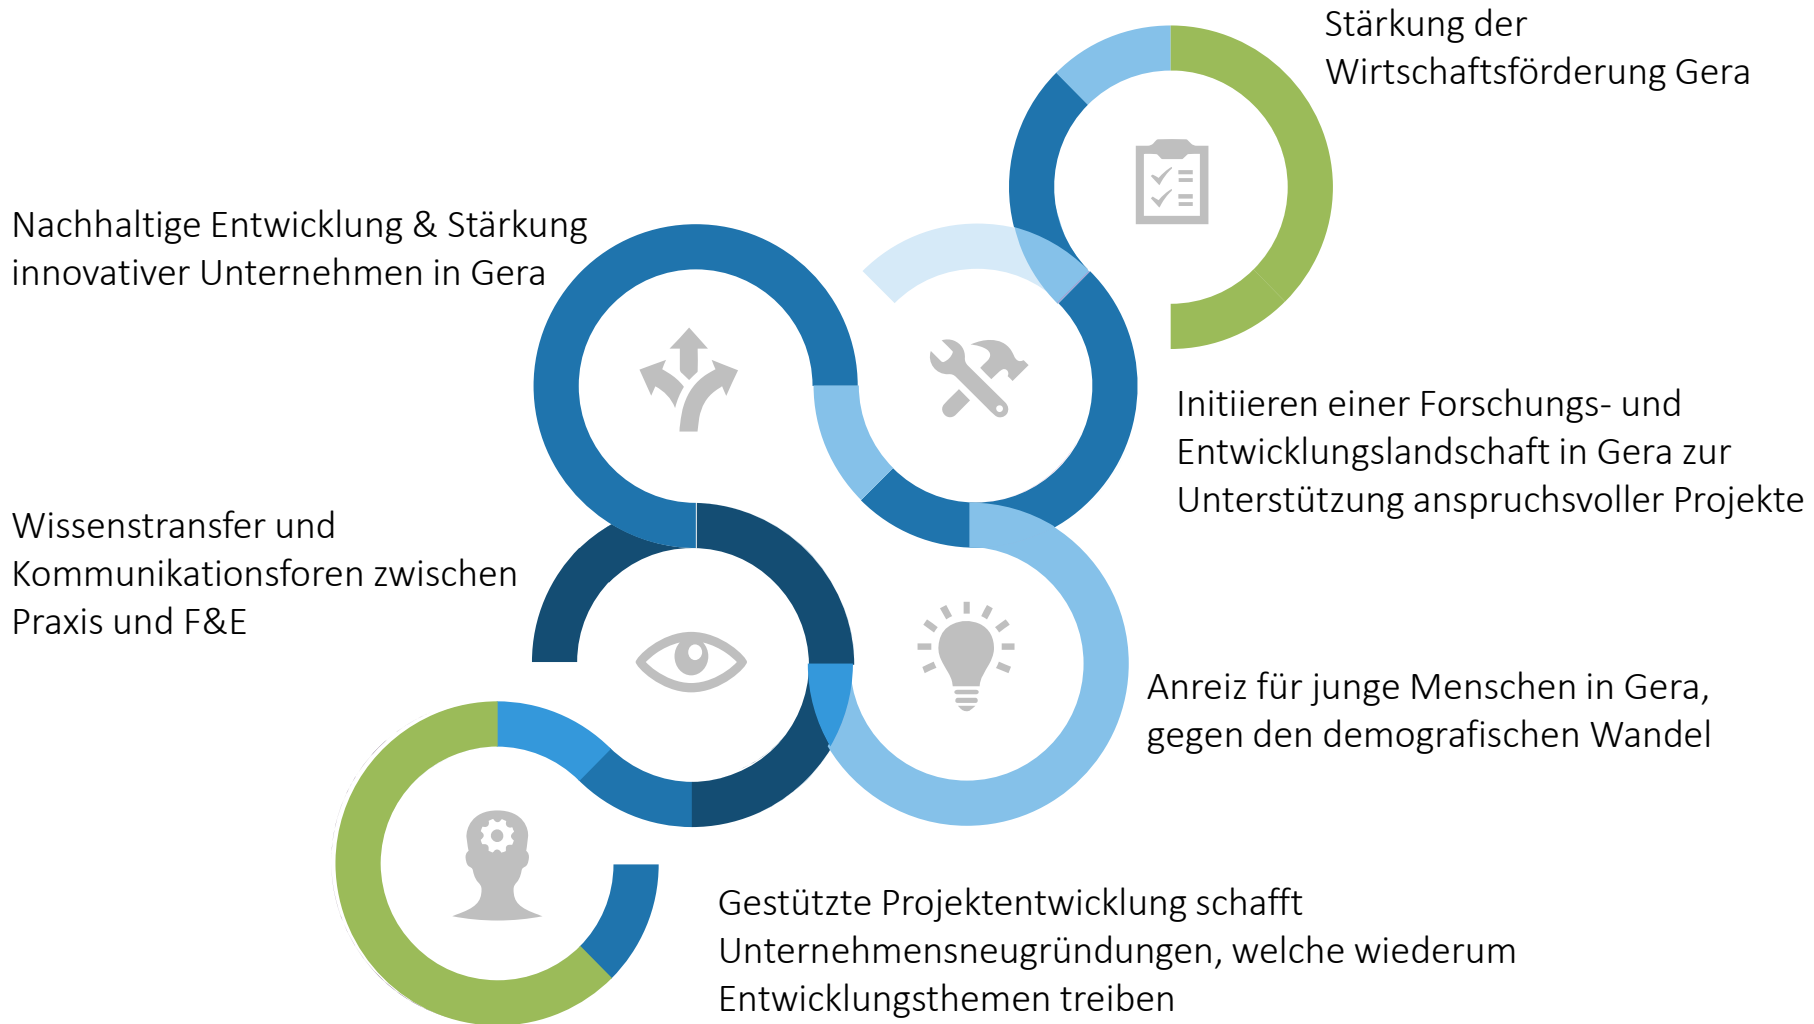 Stärkung der
Wirtschaftsförderung Gera
Nachhaltige Entwicklung & Stärkung
innovativer Unternehmen in Gera
Initiieren einer Forschungs- und
Entwicklungslandschaft in Gera zur
Unterstützung anspruchsvoller Projekte
Wissenstransfer und
Kommunikationsforen zwischen
Praxis und F&E
Anreiz für junge Menschen in Gera,
gegen den demografischen Wandel
Gestützte Projektentwicklung schafft
Unternehmensneugründungen, welche wiederum
Entwicklungsthemen treiben